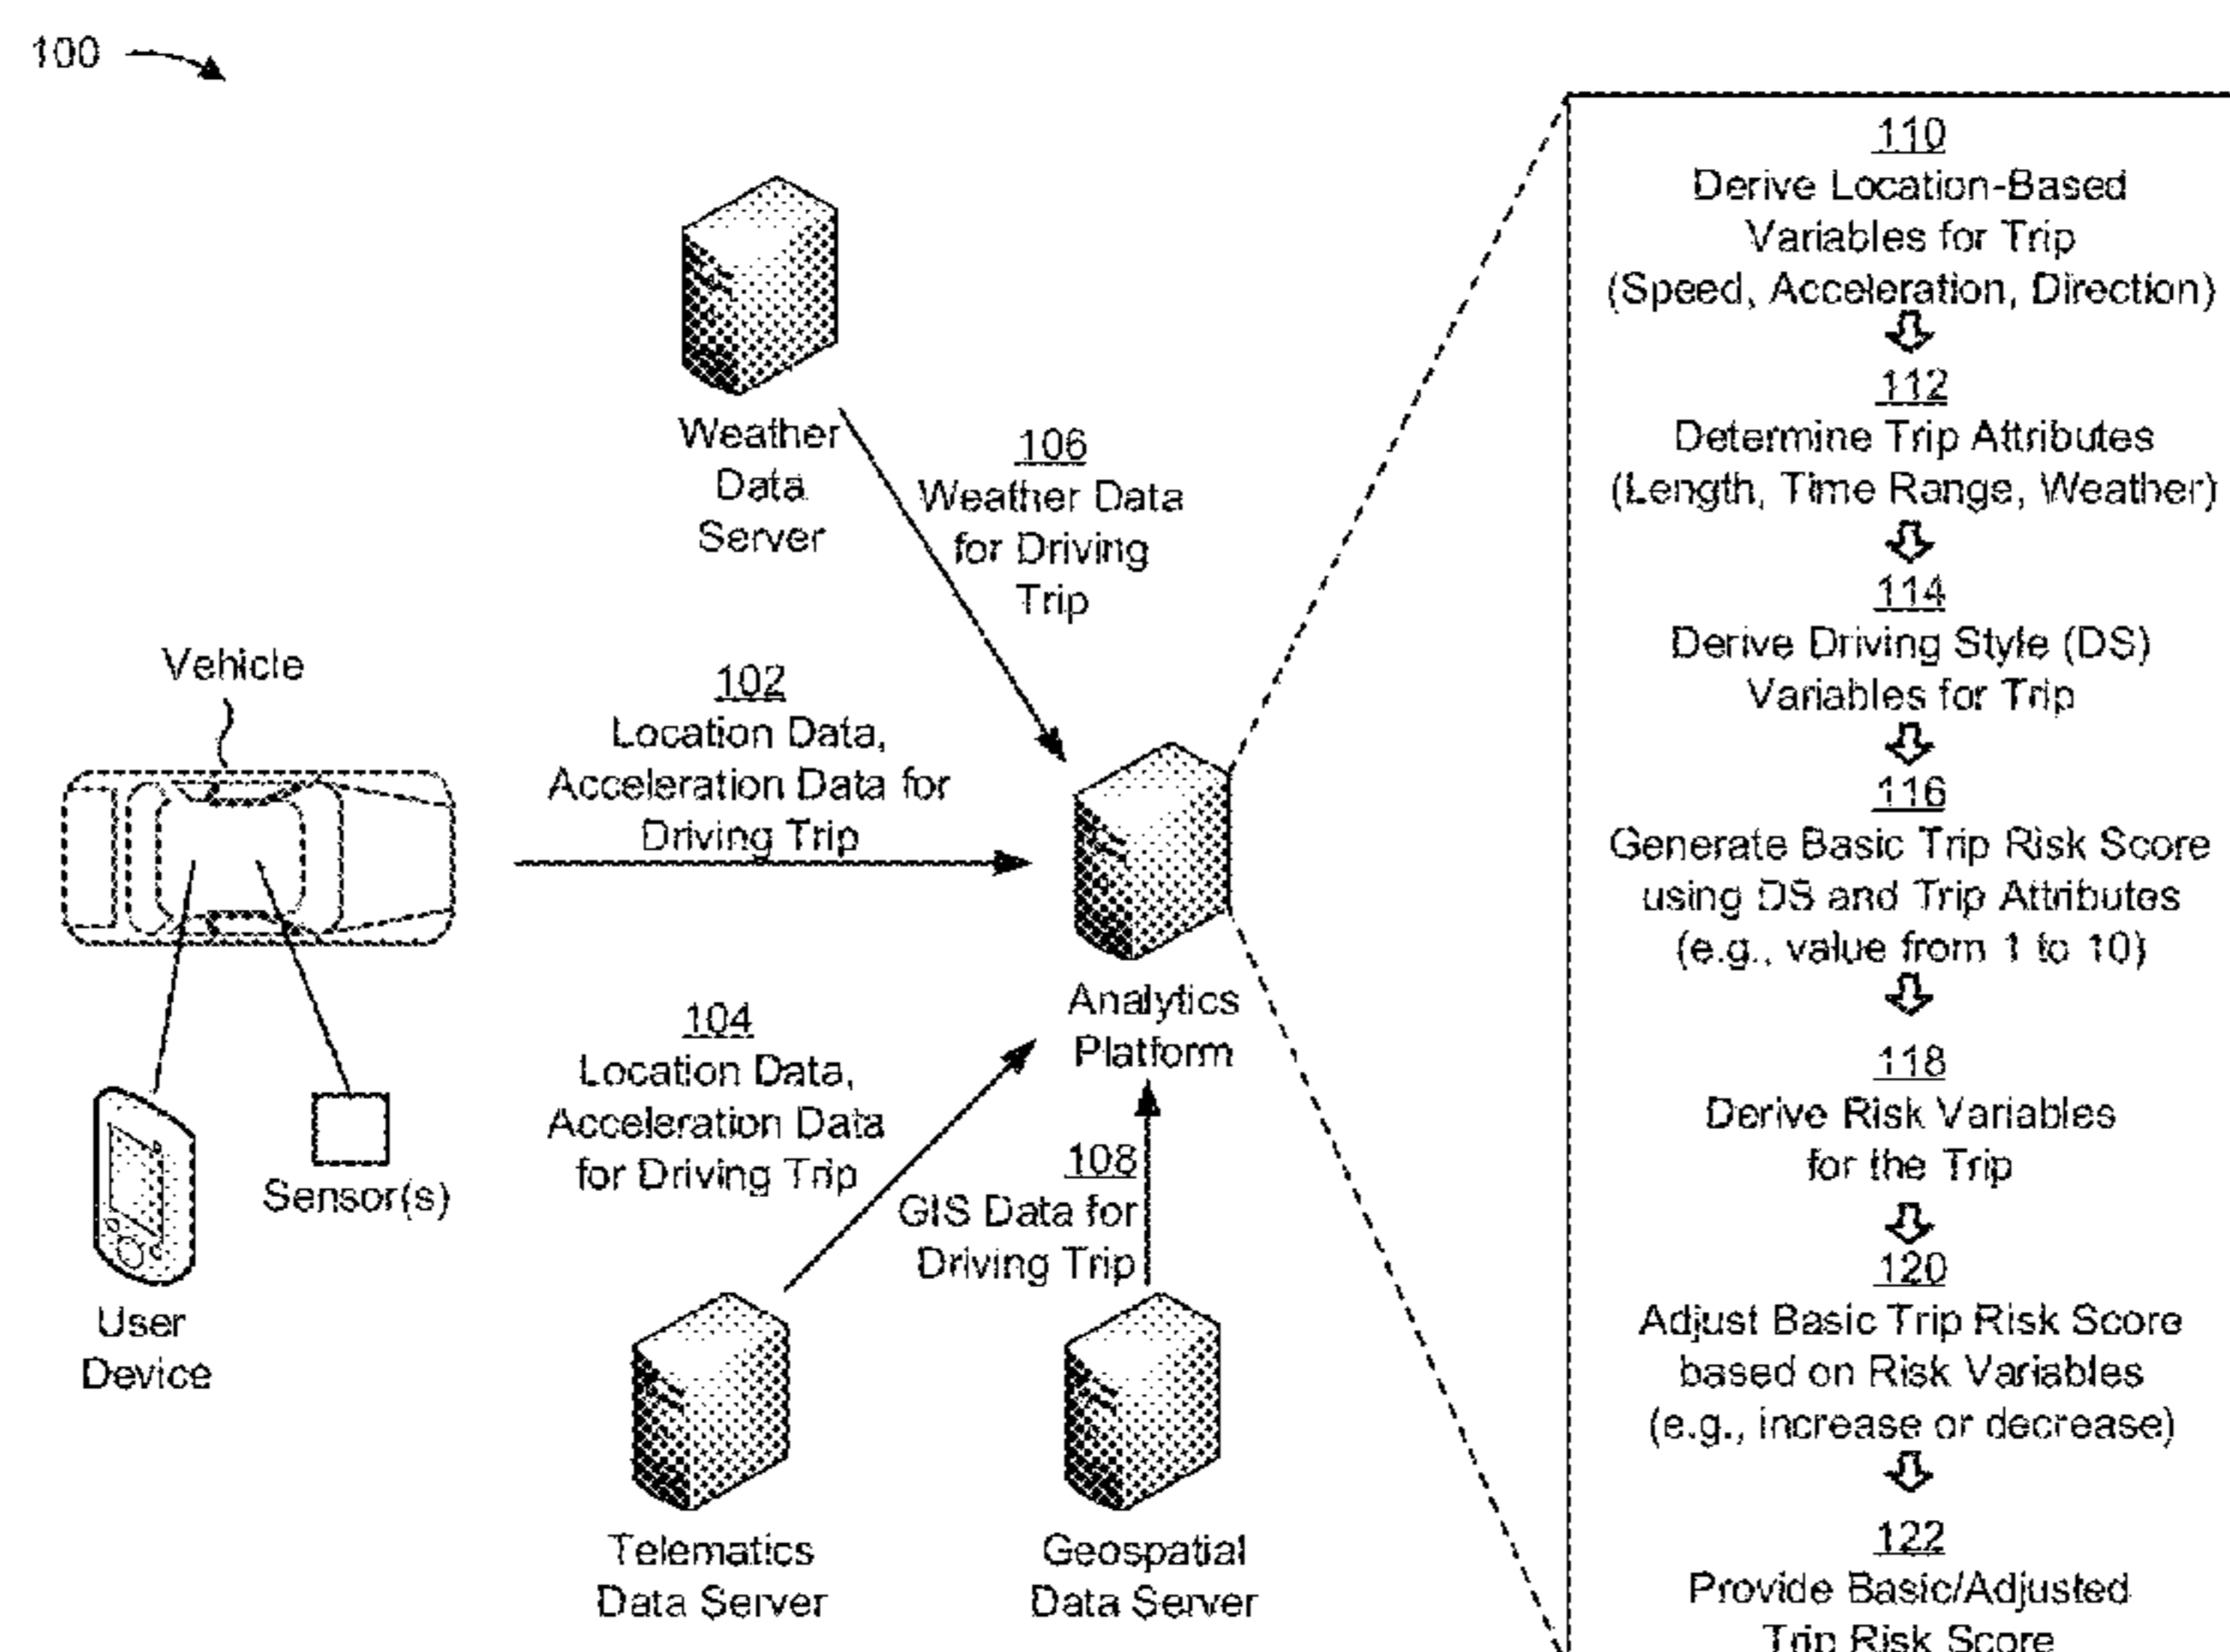 100
Weather
Data
Server
106
Weather Data
for Driving
Trip
Vehicle
102
Location Data,
Acceleration Data for
Driving Trip
Analytics
Platform
User
Device
Sensor(s)
104
Location Data,
Acceleration Data
for Driving Trip
108
GIS Data for
Driving Trip
Telematics
Data Server
Geospatial
Data Server
110
Derive Location-Based
Variables for Trip
(Speed, Acceleration, Direction)
112
Determine Trip Attributes
(Length, Time Range, Weather)
114
Derive Driving Style (DS)
Variables for Trip
116
Generate Basic Trip Risk Score
using DS and Trip Attributes
(e.g., value from 1 to 10)
118
Derive Risk Variables
for the Trip
120
Adjust Basic Trip Risk Score
based on Risk Variables
(e.g., increase or decrease)
122
Provide Basic/Adjusted
Trip Risk Score